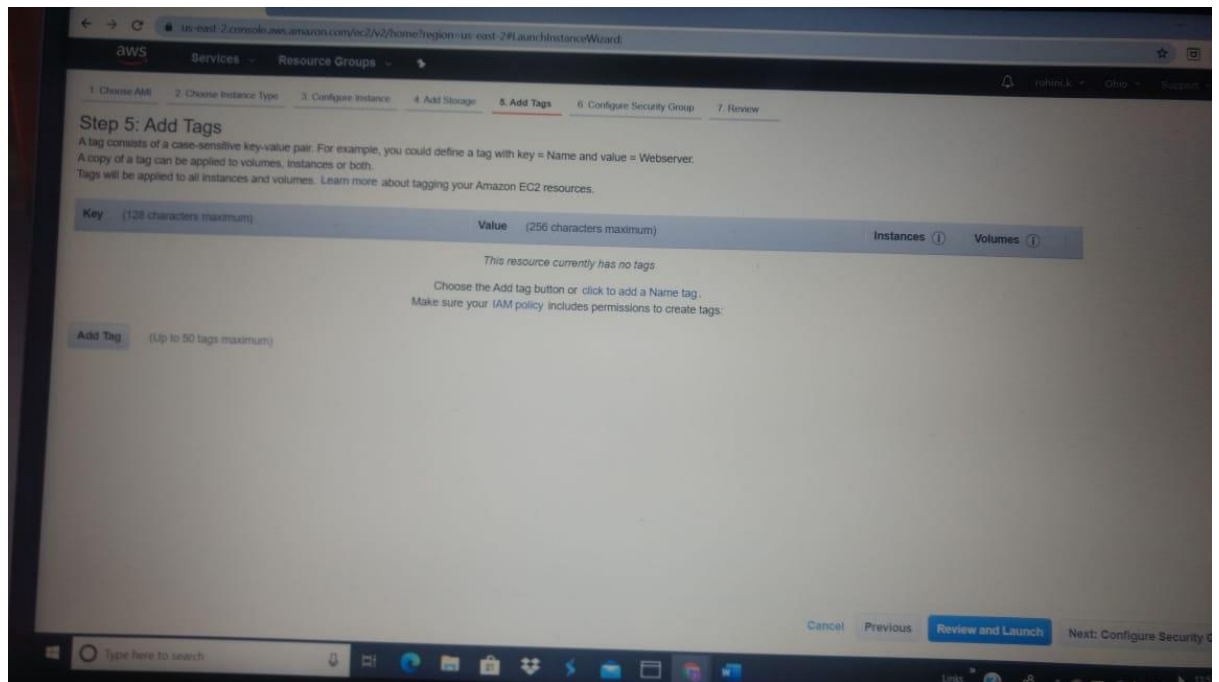 us-east-2.console.aws.amazon.com/ec2/v2/home?region=us-east-2#LaunchInstanceWizard:
aws Services Resource Groups rohini.k Ohio Support
1. Choose AMI 2. Choose Instance Type 3. Configure Instance 4. Add Storage 5. Add Tags 6. Configure Security Group 7. Review
Step 5: Add Tags
A tag consists of a case-sensitive key-value pair. For example, you could define a tag with key = Name and value = Webserver.
A copy of a tag can be applied to volumes, instances or both.
Tags will be applied to all instances and volumes. Learn more about tagging your Amazon EC2 resources.
Key (128 characters maximum) Value (256 characters maximum) Instances Volumes
This resource currently has no tags
Choose the Add tag button or click to add a Name tag.
Make sure your IAM policy includes permissions to create tags.
Add Tag (Up to 50 tags maximum)
Cancel Previous Review and Launch Next: Configure Security G
Type here to search Links